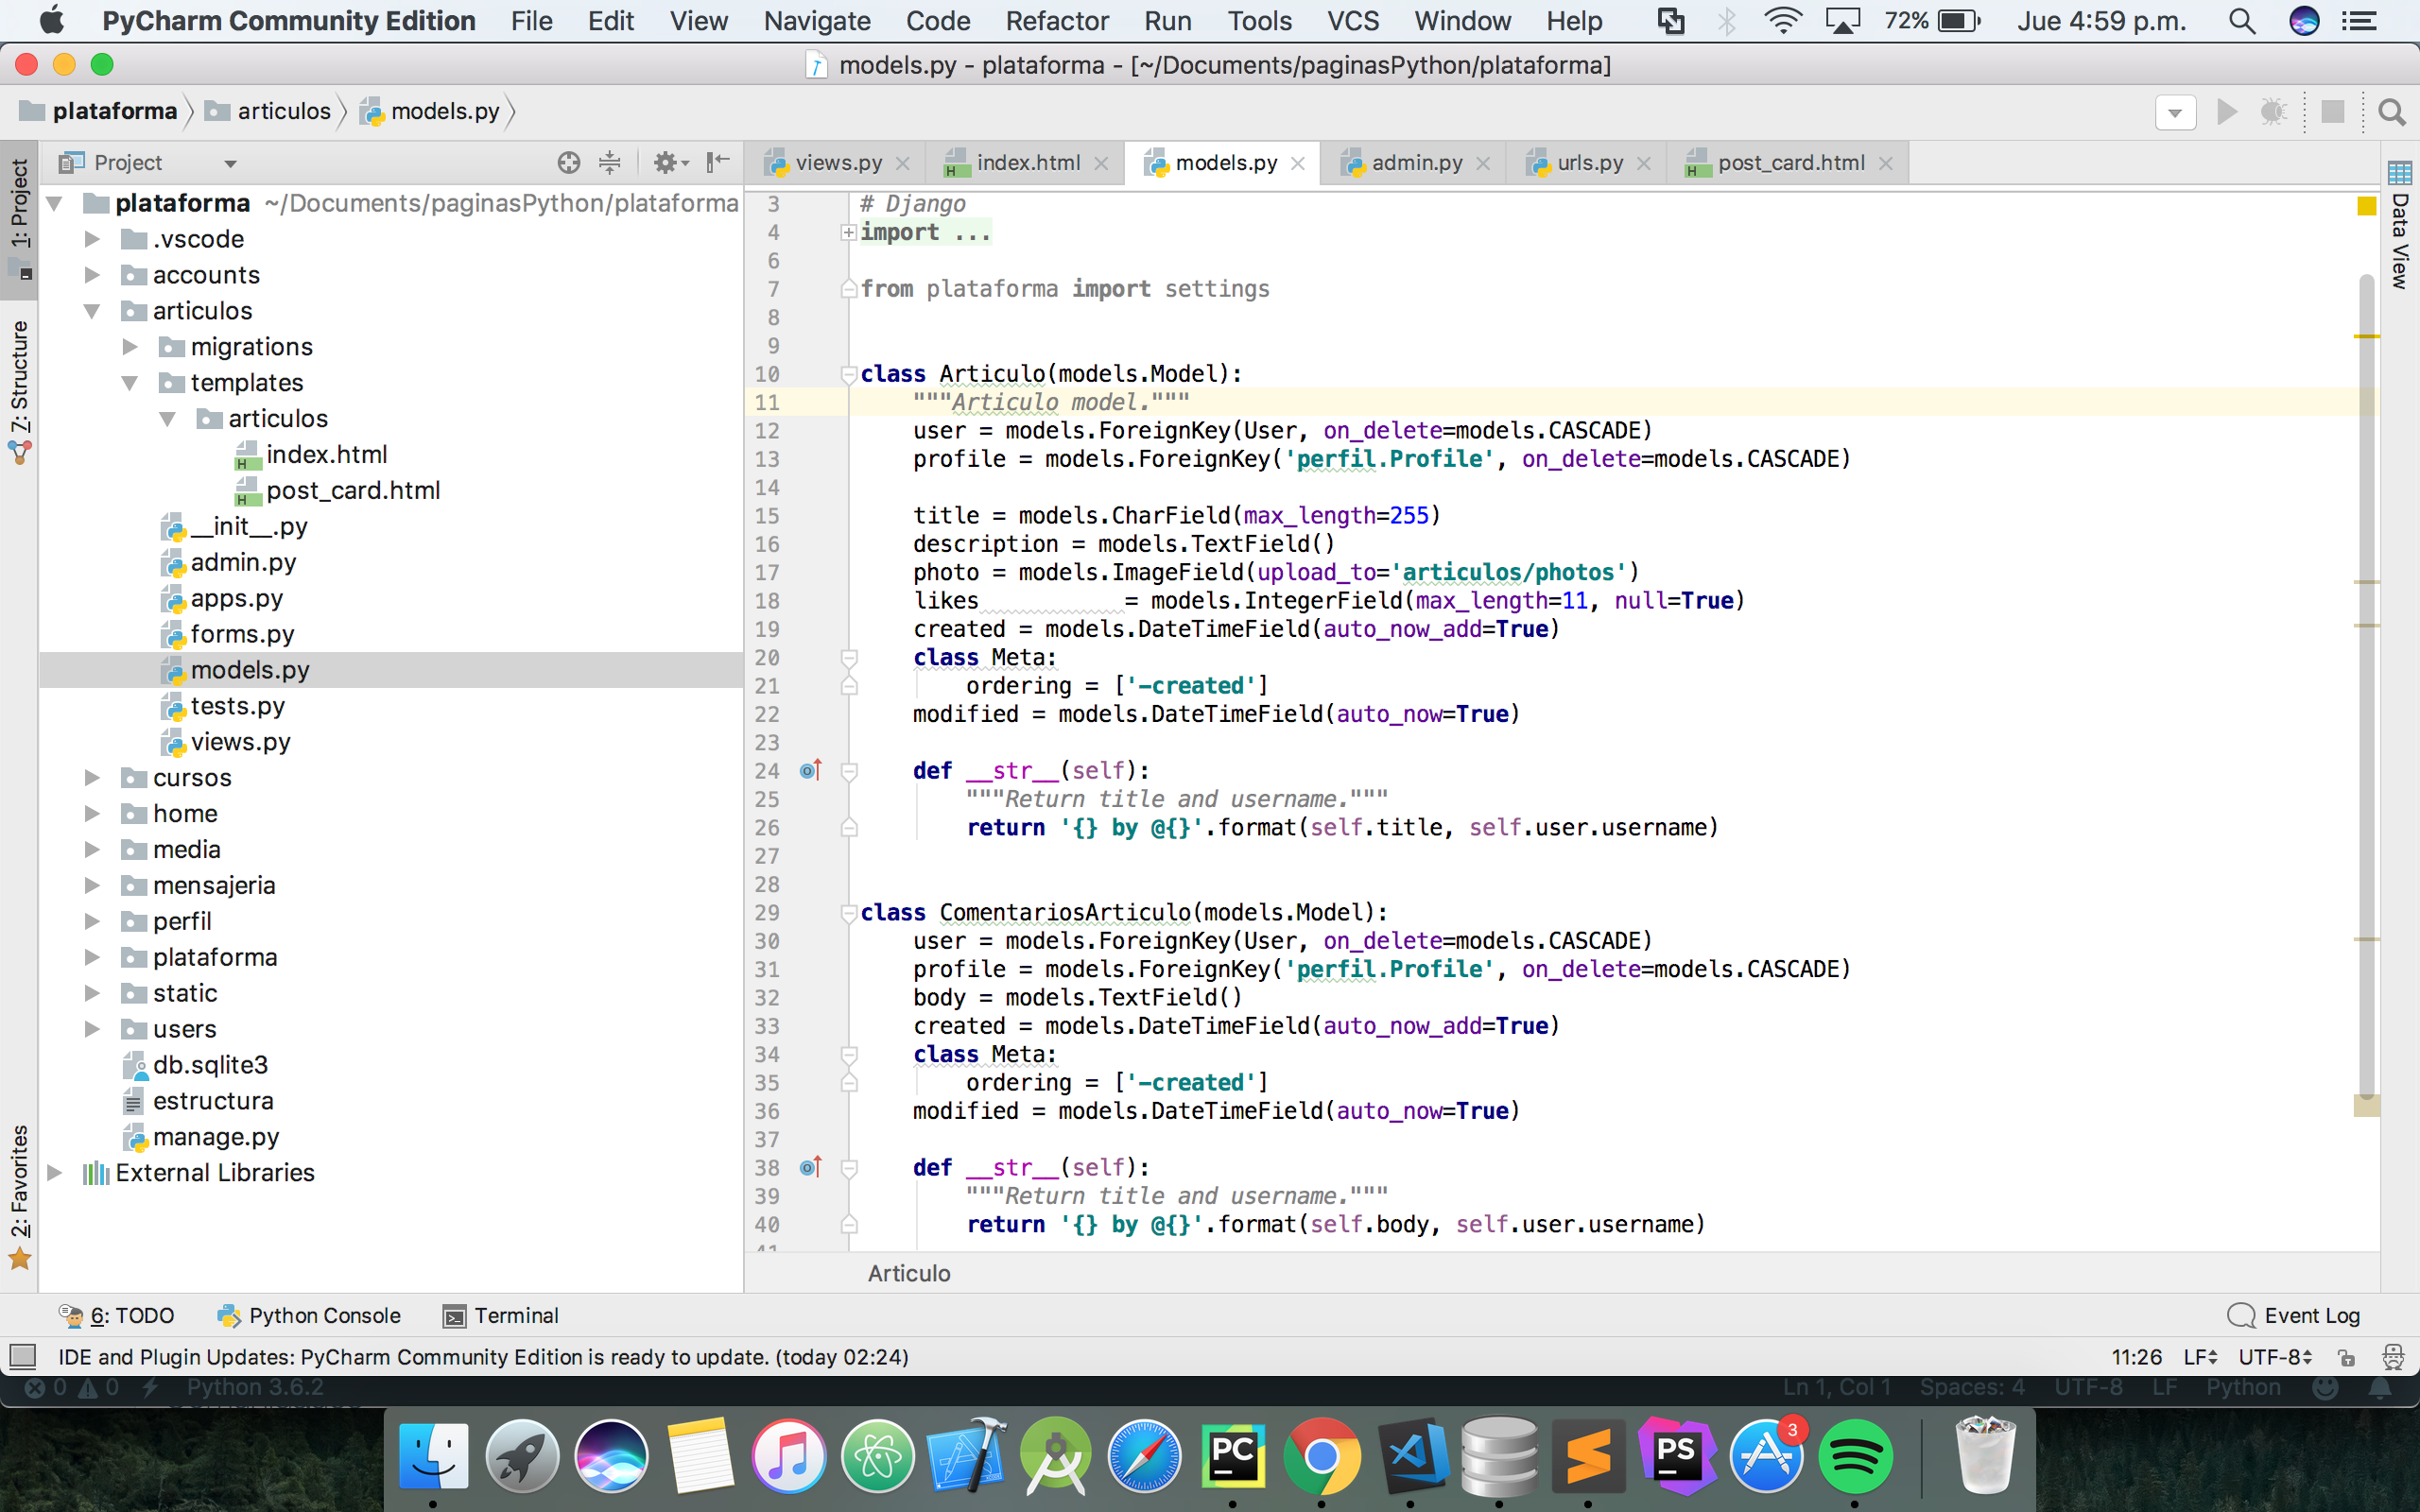 PyCharm Community Edition File Edit View Navigate Code Refactor Run Tools VCS Window Help 72% Jue 4:59 p.m.
models.py - plataforma - [~/Documents/paginasPython/plataforma]
plataforma articulos models.py
Project
views.py index.html models.py admin.py urls.py post_card.html
1: Project
7: Structure
2: Favorites
Data View
plataforma ~/Documents/paginasPython/plataforma
.vscode
accounts
articulos
migrations
templates
articulos
index.html
post_card.html
__init__.py
admin.py
apps.py
forms.py
models.py
tests.py
views.py
cursos
home
media
mensajeria
perfil
plataforma
static
users
db.sqlite3
estructura
manage.py
External Libraries
3 # Django
4 import ...
6
7 from plataforma import settings
8
9
10 class Articulo(models.Model):
11 """Articulo model."""
12 user = models.ForeignKey(User, on_delete=models.CASCADE)
13 profile = models.ForeignKey('perfil.Profile', on_delete=models.CASCADE)
14
15 title = models.CharField(max_length=255)
16 description = models.TextField()
17 photo = models.ImageField(upload_to='articulos/photos')
18 likes = models.IntegerField(max_length=11, null=True)
19 created = models.DateTimeField(auto_now_add=True)
20 class Meta:
21 ordering = ['-created']
22 modified = models.DateTimeField(auto_now=True)
23
24 def __str__(self):
25 """Return title and username."""
26 return '{} by @{}'.format(self.title, self.user.username)
27
28
29 class ComentariosArticulo(models.Model):
30 user = models.ForeignKey(User, on_delete=models.CASCADE)
31 profile = models.ForeignKey('perfil.Profile', on_delete=models.CASCADE)
32 body = models.TextField()
33 created = models.DateTimeField(auto_now_add=True)
34 class Meta:
35 ordering = ['-created']
36 modified = models.DateTimeField(auto_now=True)
37
38 def __str__(self):
39 """Return title and username."""
40 return '{} by @{}'.format(self.body, self.user.username)
41
Articulo
6: TODO Python Console Terminal Event Log
IDE and Plugin Updates: PyCharm Community Edition is ready to update. (today 02:24) 11:26 LF UTF-8
0 0 Python 3.6.2 Ln 1, Col 1 Spaces: 4 UTF-8 LF Python
PC PS 3